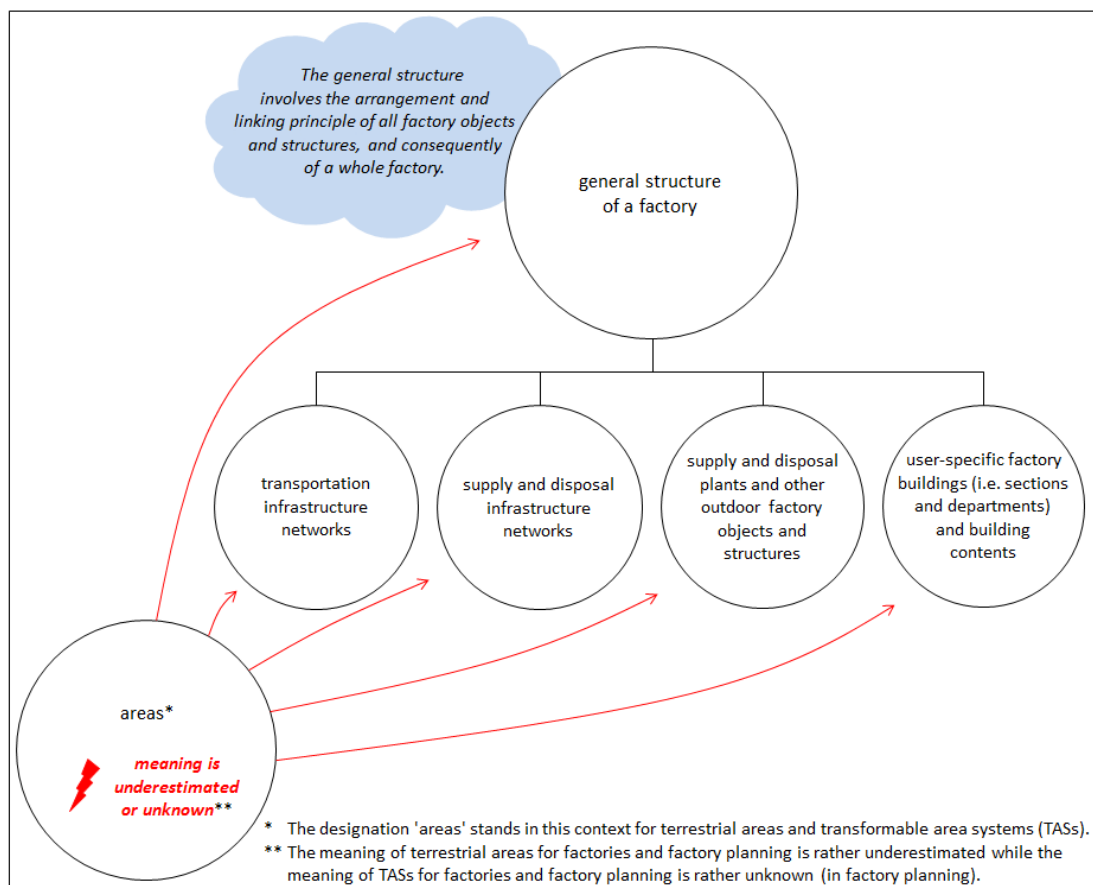 The general structure
involves the arrangement and
linking principle of all factory objects
and structures, and consequently
of a whole factory.
general structure
of a factory
transportation
infrastructure
networks
supply and disposal
infrastructure
networks
supply and disposal
plants and other
outdoor factory
objects and
structures
user-specific factory
buildings (i.e. sections
and departments)
and building
contents
areas*
meaning is
underestimated
or unknown**
* The designation 'areas' stands in this context for terrestrial areas and transformable area systems (TASs).
** The meaning of terrestrial areas for factories and factory planning is rather underestimated while the
meaning of TASs for factories and factory planning is rather unknown (in factory planning).